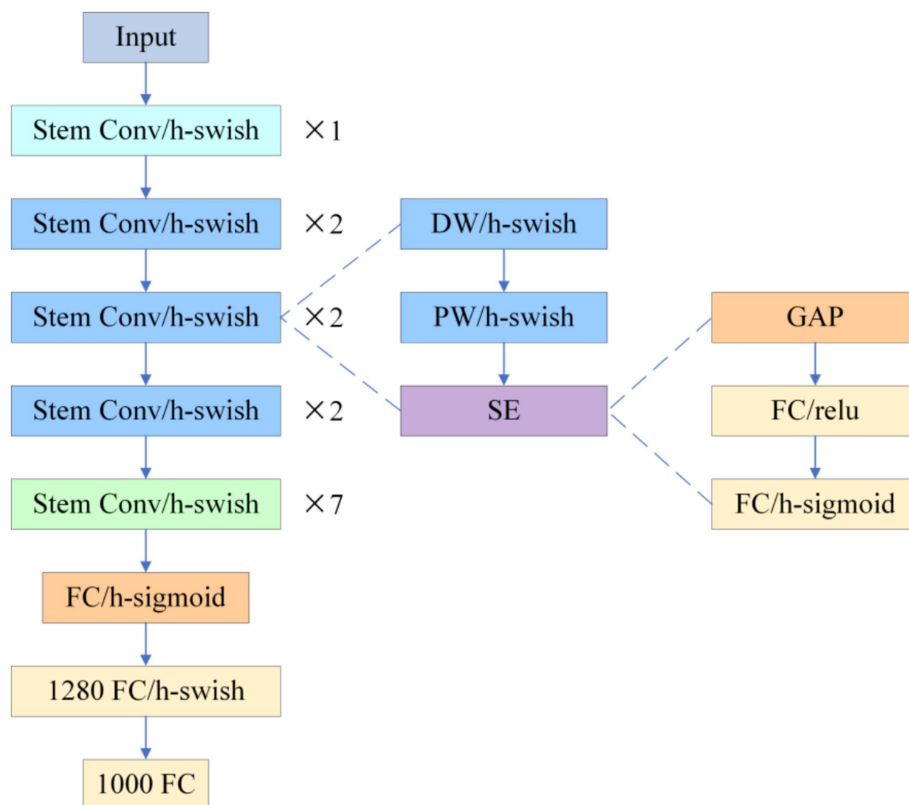 Input
Stem Conv/h-swish ×1
Stem Conv/h-swish ×2
DW/h-swish
Stem Conv/h-swish ×2
PW/h-swish
GAP
Stem Conv/h-swish ×2
SE
FC/relu
Stem Conv/h-swish ×7
FC/h-sigmoid
FC/h-sigmoid
1280 FC/h-swish
1000 FC